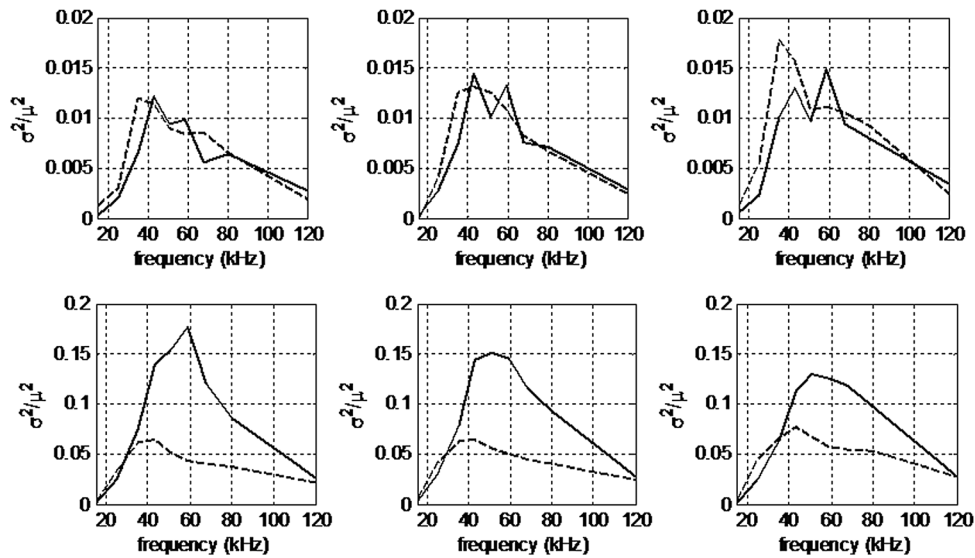 0.02 0.02 0.02
0.015 0.015 0.015
σ²/μ² 0.01 σ²/μ² 0.01 σ²/μ² 0.01
0.005 0.005 0.005
0 0 0
20 40 60 80 100 120 20 40 60 80 100 120 20 40 60 80 100 120
frequency (kHz) frequency (kHz) frequency (kHz)
0.2 0.2 0.2
0.15 0.15 0.15
σ²/μ² 0.1 σ²/μ² 0.1 σ²/μ² 0.1
0.05 0.05 0.05
0 0 0
20 40 60 80 100 120 20 40 60 80 100 120 20 40 60 80 100 120
frequency (kHz) frequency (kHz) frequency (kHz)